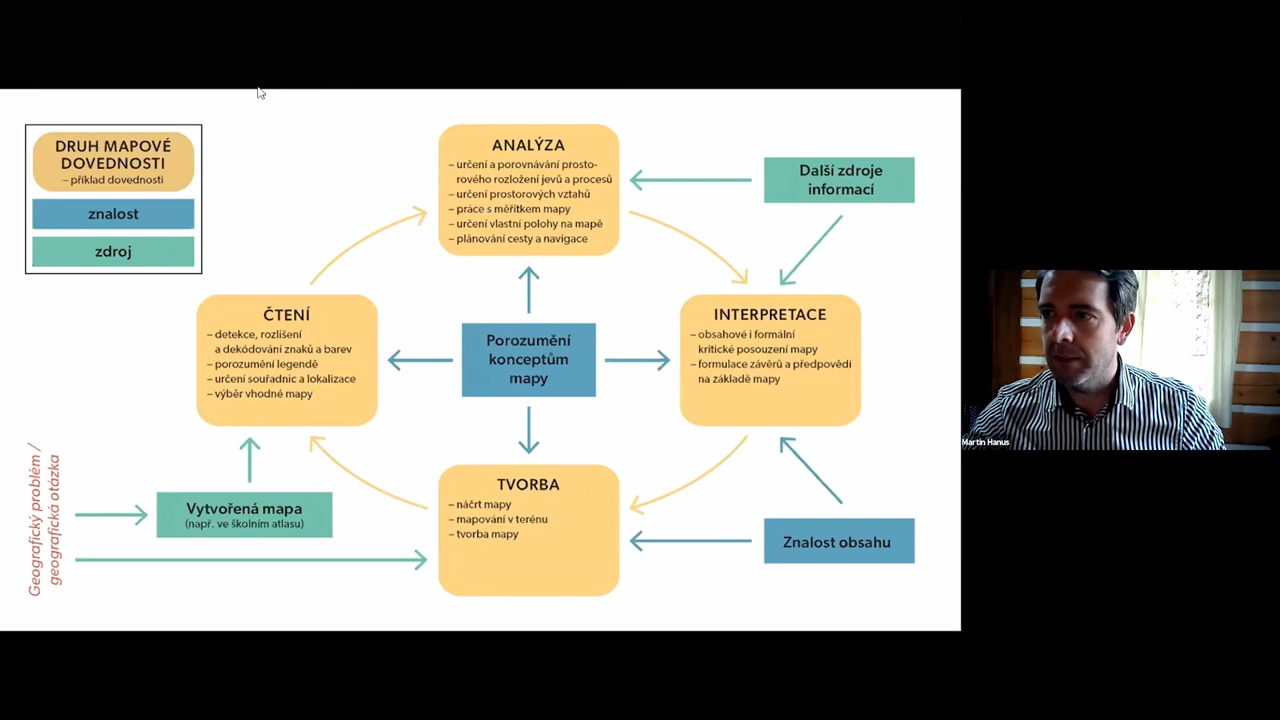 DRUH MAPOVÉ
DOVEDNOSTI
– příklad dovednosti
znalost
zdroj
ANALÝZA
– určení a porovnávání prosto-
rového rozložení jevů a procesů
– určení prostorových vztahů
– práce s měřítkem mapy
– určení vlastní polohy na mapě
– plánování cesty a navigace
Další zdroje
informací
ČTENÍ
– detekce, rozlišení
a dekódování znaků a barev
– porozumění legendě
– určení souřadnic a lokalizace
– výběr vhodné mapy
Porozumění
konceptům
mapy
INTERPRETACE
– obsahové i formální
kritické posouzení mapy
– formulace závěrů a předpovědí
na základě mapy
Martin Hanus
Geografický problém /
geografická otázka
Vytvořená mapa
(např. ve školním atlasu)
TVORBA
– náčrt mapy
– mapování v terénu
– tvorba mapy
Znalost obsahu